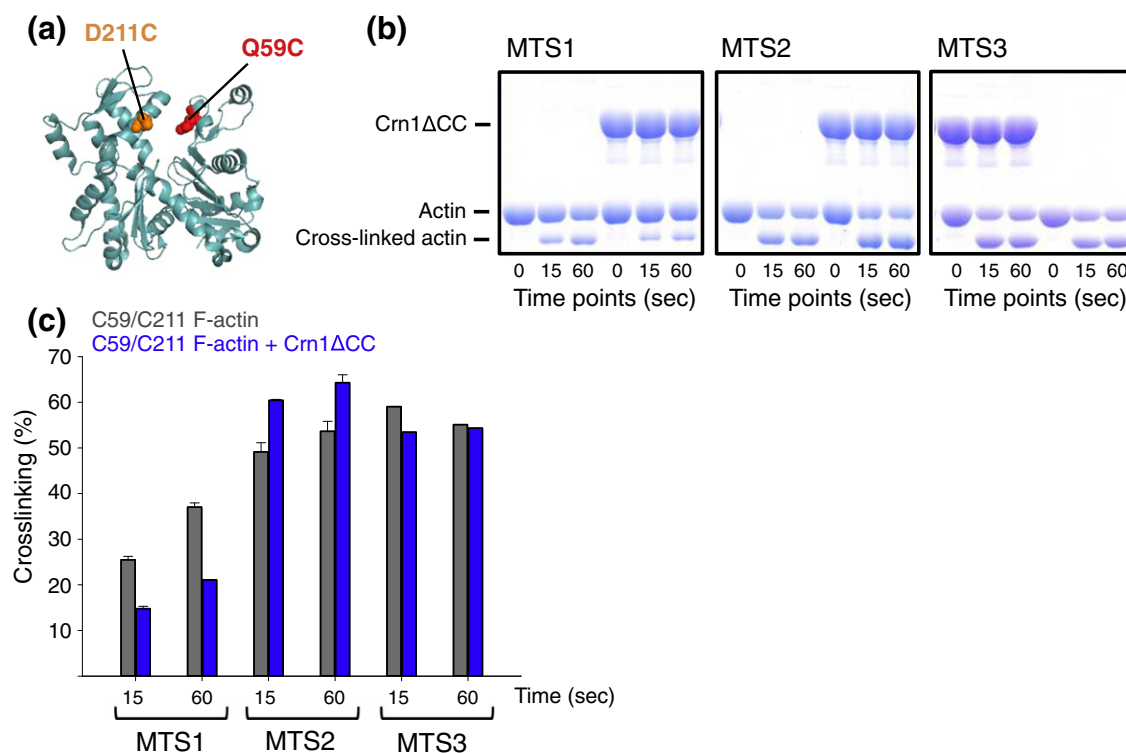 (a)
D211C
Q59C
(b)
MTS1 MTS2 MTS3
Crn1ΔCC
Actin
Cross-linked actin
0 15 60 0 15 60 0 15 60 0 15 60 0 15 60 0 15 60
Time points (sec) Time points (sec) Time points (sec)
(c)
C59/C211 F-actin
C59/C211 F-actin + Crn1ΔCC
Crosslinking (%)
70
60
50
40
30
20
10
15 60 15 60 15 60 Time (sec)
MTS1 MTS2 MTS3